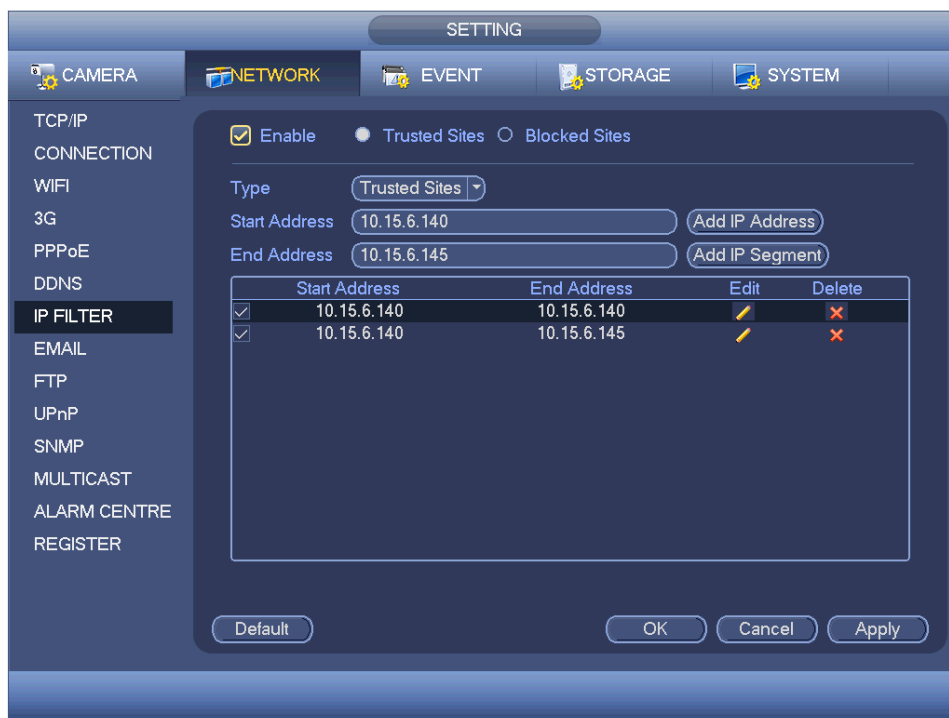 SETTING
CAMERA NETWORK EVENT STORAGE SYSTEM
TCP/IP
CONNECTION
WIFI
3G
PPPoE
DDNS
IP FILTER
EMAIL
FTP
UPnP
SNMP
MULTICAST
ALARM CENTRE
REGISTER
Enable Trusted Sites Blocked Sites
Type Trusted Sites
Start Address 10.15.6.140 Add IP Address
End Address 10.15.6.145 Add IP Segment
Start Address End Address Edit Delete
10.15.6.140 10.15.6.140
10.15.6.140 10.15.6.145
Default OK Cancel Apply